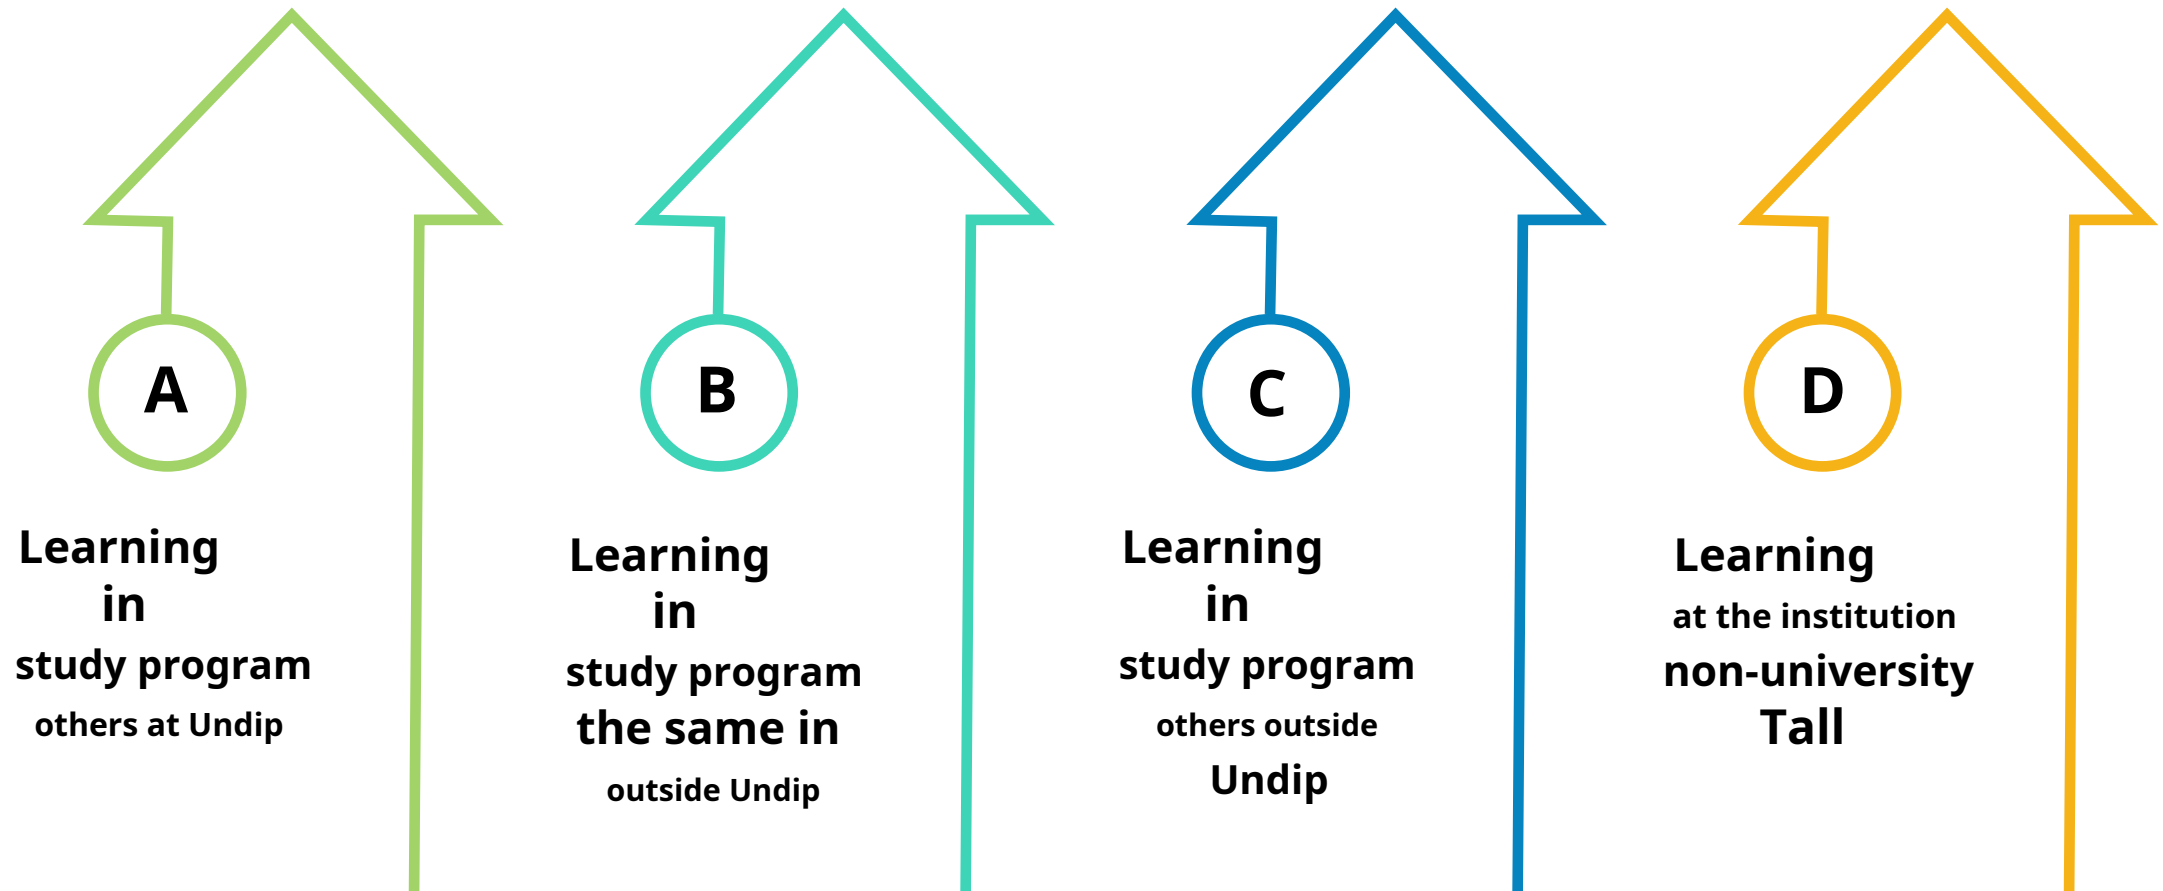 A
Learning
in
study program
others at Undip
B
Learning
in
study program
the same in
outside Undip
C
Learning
in
study program
others outside
Undip
D
Learning
at the institution
non-university
Tall